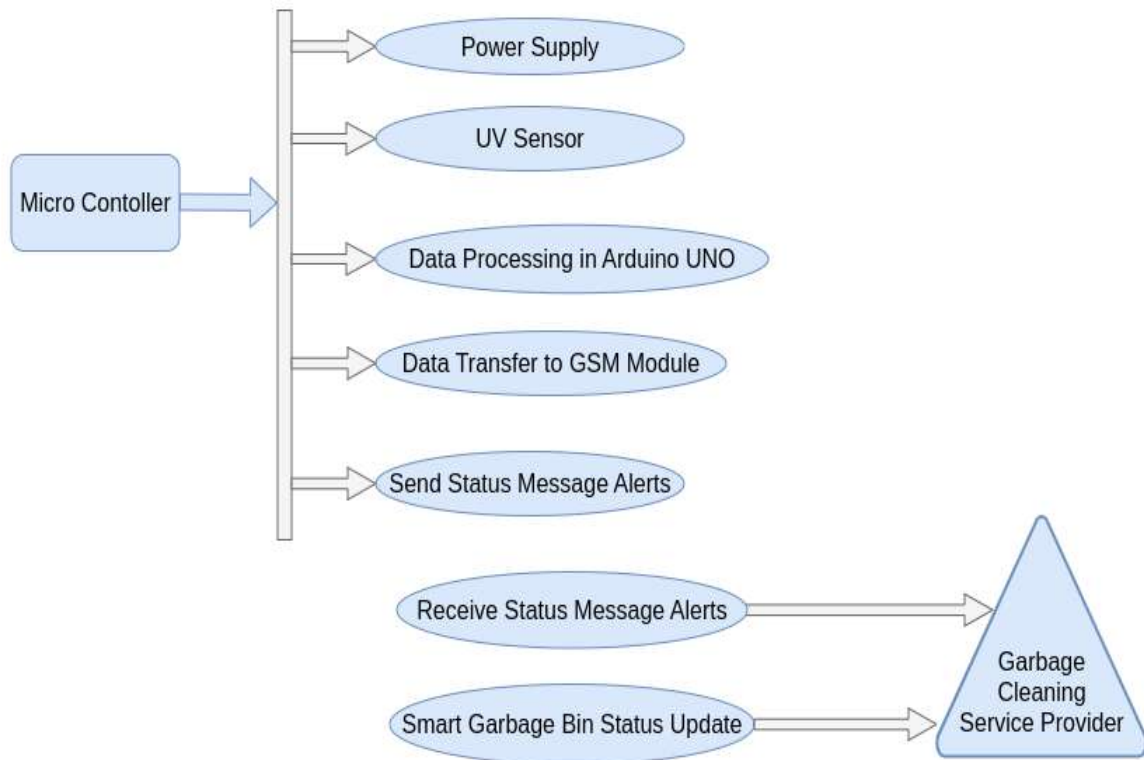 Power Supply
UV Sensor
Micro Contoller
Data Processing in Arduino UNO
Data Transfer to GSM Module
Send Status Message Alerts
Receive Status Message Alerts
Garbage
Cleaning
Service Provider
Smart Garbage Bin Status Update